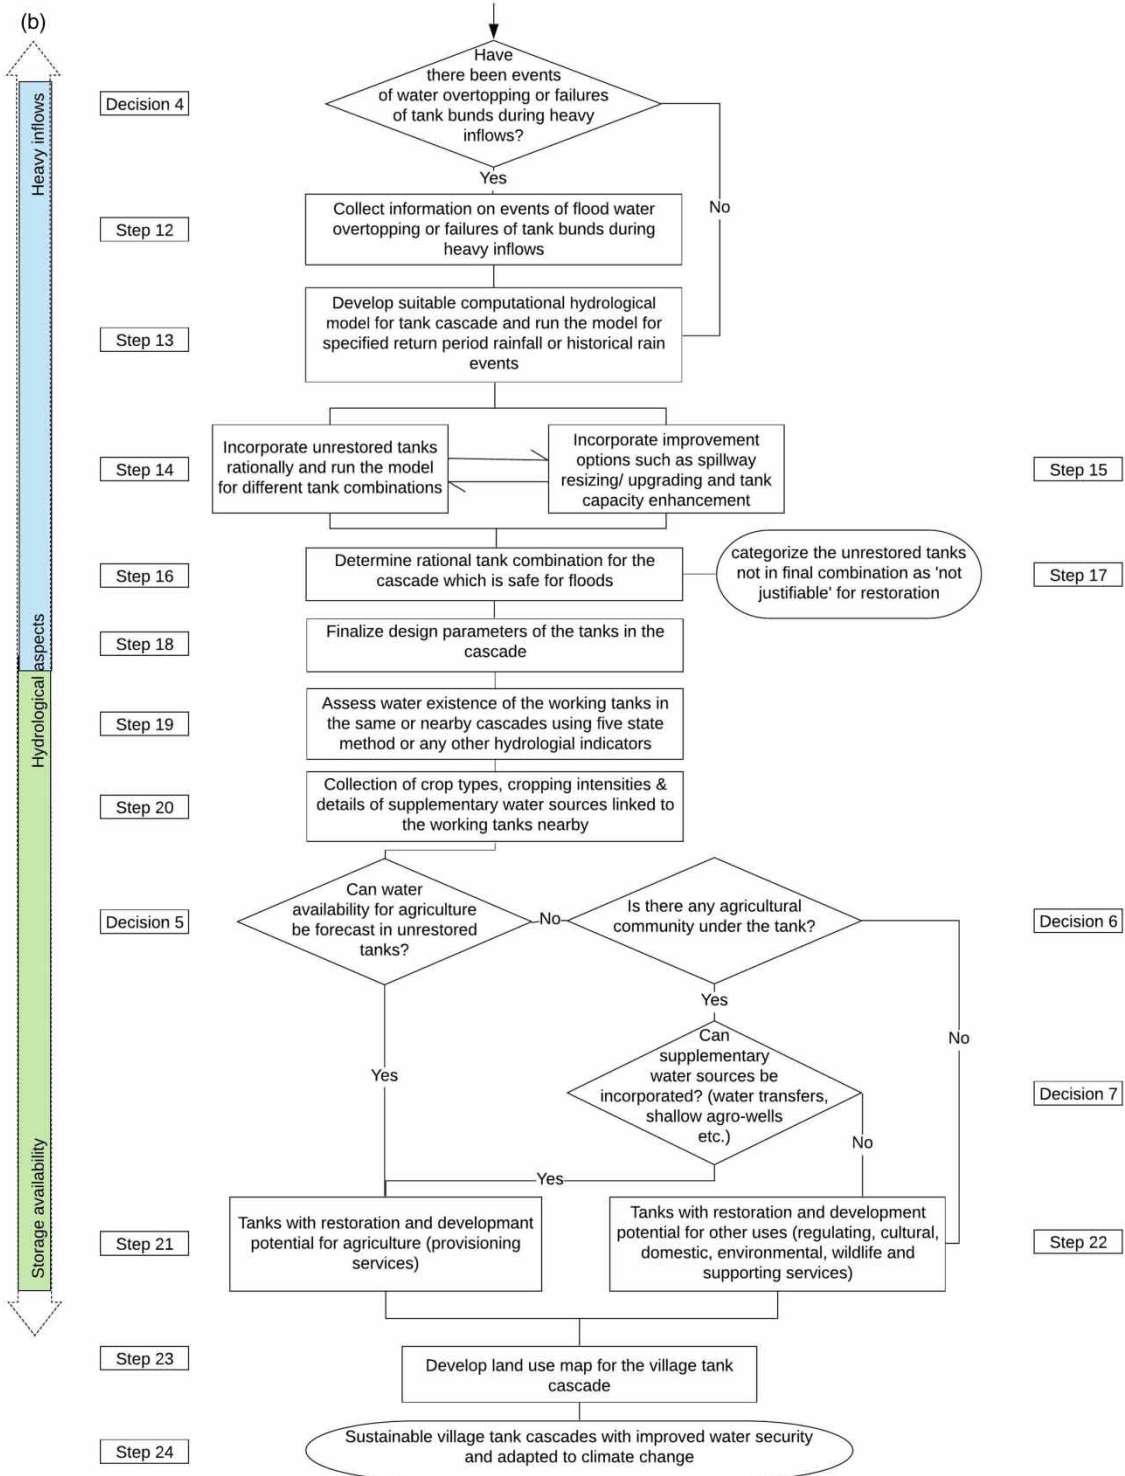 (b)
Heavy inflows
Hydrological aspects
Storage availability
Decision 4
Have
there been events
of water overtopping or failures
of tank bunds during heavy
inflows?
Yes
No
Step 12
Collect information on events of flood water
overtopping or failures of tank bunds during
heavy inflows
Step 13
Develop suitable computational hydrological
model for tank cascade and run the model for
specified return period rainfall or historical rain
events
Step 14
Incorporate unrestored tanks
rationally and run the model
for different tank combinations
Incorporate improvement
options such as spillway
resizing/ upgrading and tank
capacity enhancement
Step 15
Step 16
Determine rational tank combination for the
cascade which is safe for floods
categorize the unrestored tanks
not in final combination as 'not
justifiable' for restoration
Step 17
Step 18
Finalize design parameters of the tanks in the
cascade
Step 19
Assess water existence of the working tanks in
the same or nearby cascades using five state
method or any other hydrologial indicators
Step 20
Collection of crop types, cropping intensities &
details of supplementary water sources linked to
the working tanks nearby
Decision 5
Can water
availability for agriculture
be forecast in unrestored
tanks?
No
Is there any agricultural
community under the tank?
Decision 6
Yes
No
Yes
Can
supplementary
water sources be
incorporated? (water transfers,
shallow agro-wells
etc.)
Decision 7
No
Yes
Step 21
Tanks with restoration and developmant
potential for agriculture (provisioning
services)
Tanks with restoration and development
potential for other uses (regulating, cultural,
domestic, environmental, wildlife and
supporting services)
Step 22
Step 23
Develop land use map for the village tank
cascade
Step 24
Sustainable village tank cascades with improved water security
and adapted to climate change